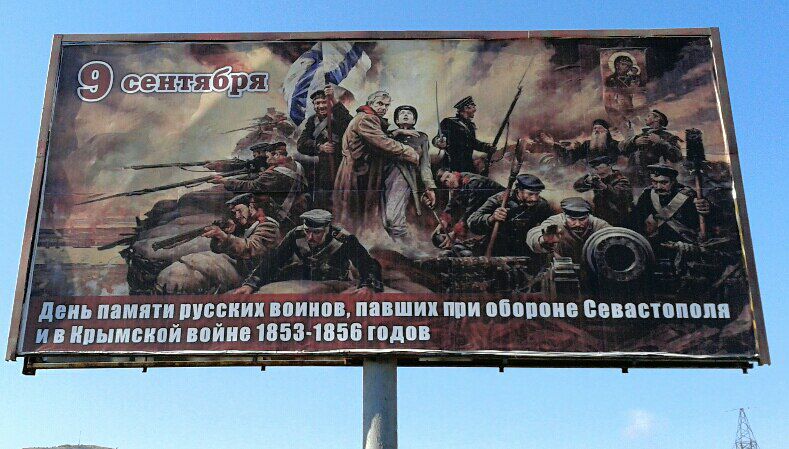 9 сентября
День памяти русских воинов, павших при обороне Севастополя
и в Крымской войне 1853-1856 годов